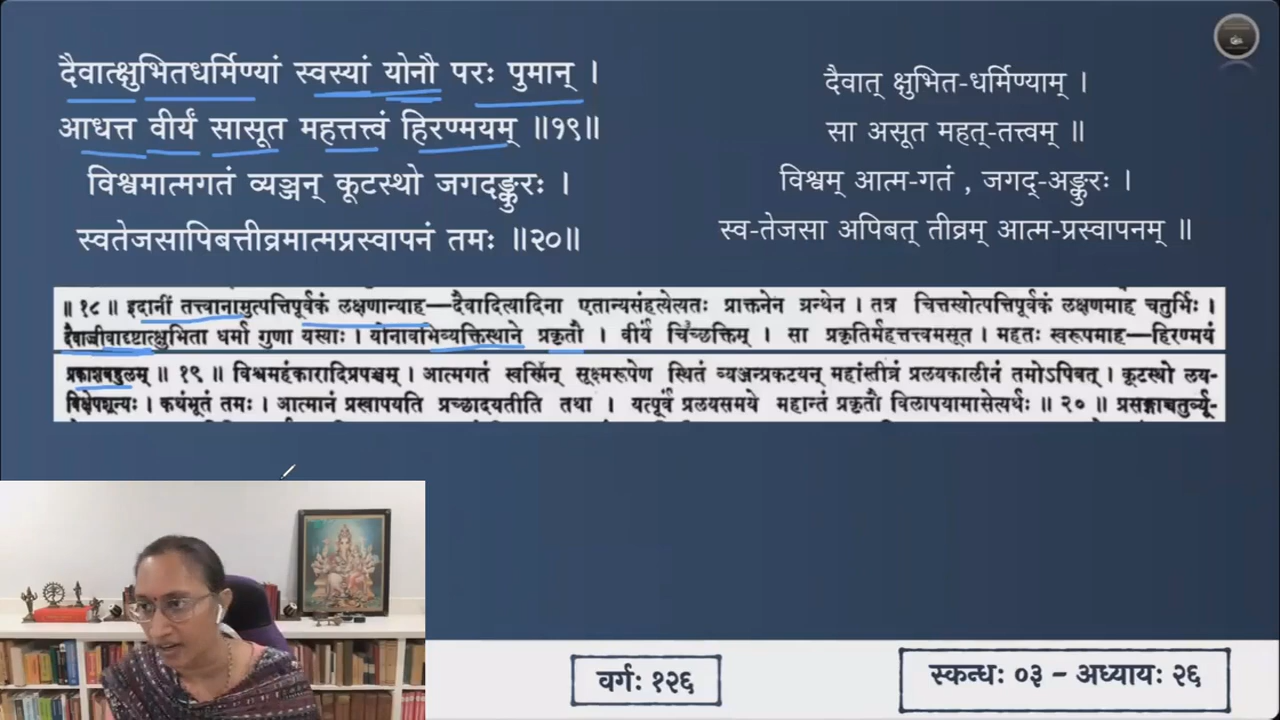 दैवात्क्षुभितधर्मिण्यां स्वस्यां योनौ परः पुमान् ।
आधत्त वीर्यं सासूत महत्तत्त्वं हिरण्मयम् ॥१९॥
विश्वमात्मगतं व्यञ्जन् कूटस्थो जगदङ्कुरः ।
स्वतेजसापिबत्तीव्रमात्मप्रस्वापनं तमः ॥२०॥
दैवात् क्षुभित-धर्मिण्याम् ।
सा असूत महत्-तत्त्वम् ॥
विश्वम् आत्म-गतं , जगद्-अङ्कुरः ।
स्व-तेजसा अपिबत् तीव्रम् आत्म-प्रस्वापनम् ॥
॥ १८ ॥ इदानीं तत्त्वानामुत्पत्तिपूर्वकं लक्षणान्याह—दैवादित्यादिना एतान्यसंहत्येत्यतः प्राक्तनेन ग्रन्थेन । तत्र चित्तस्योत्पत्तिपूर्वकं लक्षणमाह चतुर्भिः ।
दैवाज्जीवादृष्टात्क्षुभिता धर्मा गुणा यस्याः । योनावाभिव्यक्तिस्थाने प्रकृतौ । वीर्यं चिच्छक्तिम् । सा प्रकृतिर्महत्तत्त्वमसूत । महतः स्वरूपमाह—हिरण्मयं
प्रकाशबहुलम् ॥ १९ ॥ विश्वमहंकारादिप्रपञ्चम् । आत्मगतं स्वस्मिन् सूक्ष्मरूपेण स्थितं व्यञ्जन्प्रकटयन् महांस्तीव्रं प्रलयकालीनं तमोऽपिबत् । कूटस्थो लय-
विक्षेपशून्यः । कथंभूतं तमः । आत्मानं प्रस्वापयति प्रच्छादयतीति तथा । यत्पूर्वं प्रलयसमये महान्तं प्रकृतौ विलापयामासेत्यर्थः ॥ २० ॥ प्रसङ्गाच्चतुर्व्यू-
वर्गः १२६
स्कन्धः ०३ – अध्यायः २६